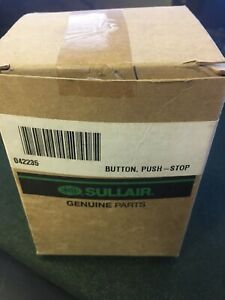 042235
BUTTON, PUSH-STOP
SULLAIR.
GENUINE PARTS